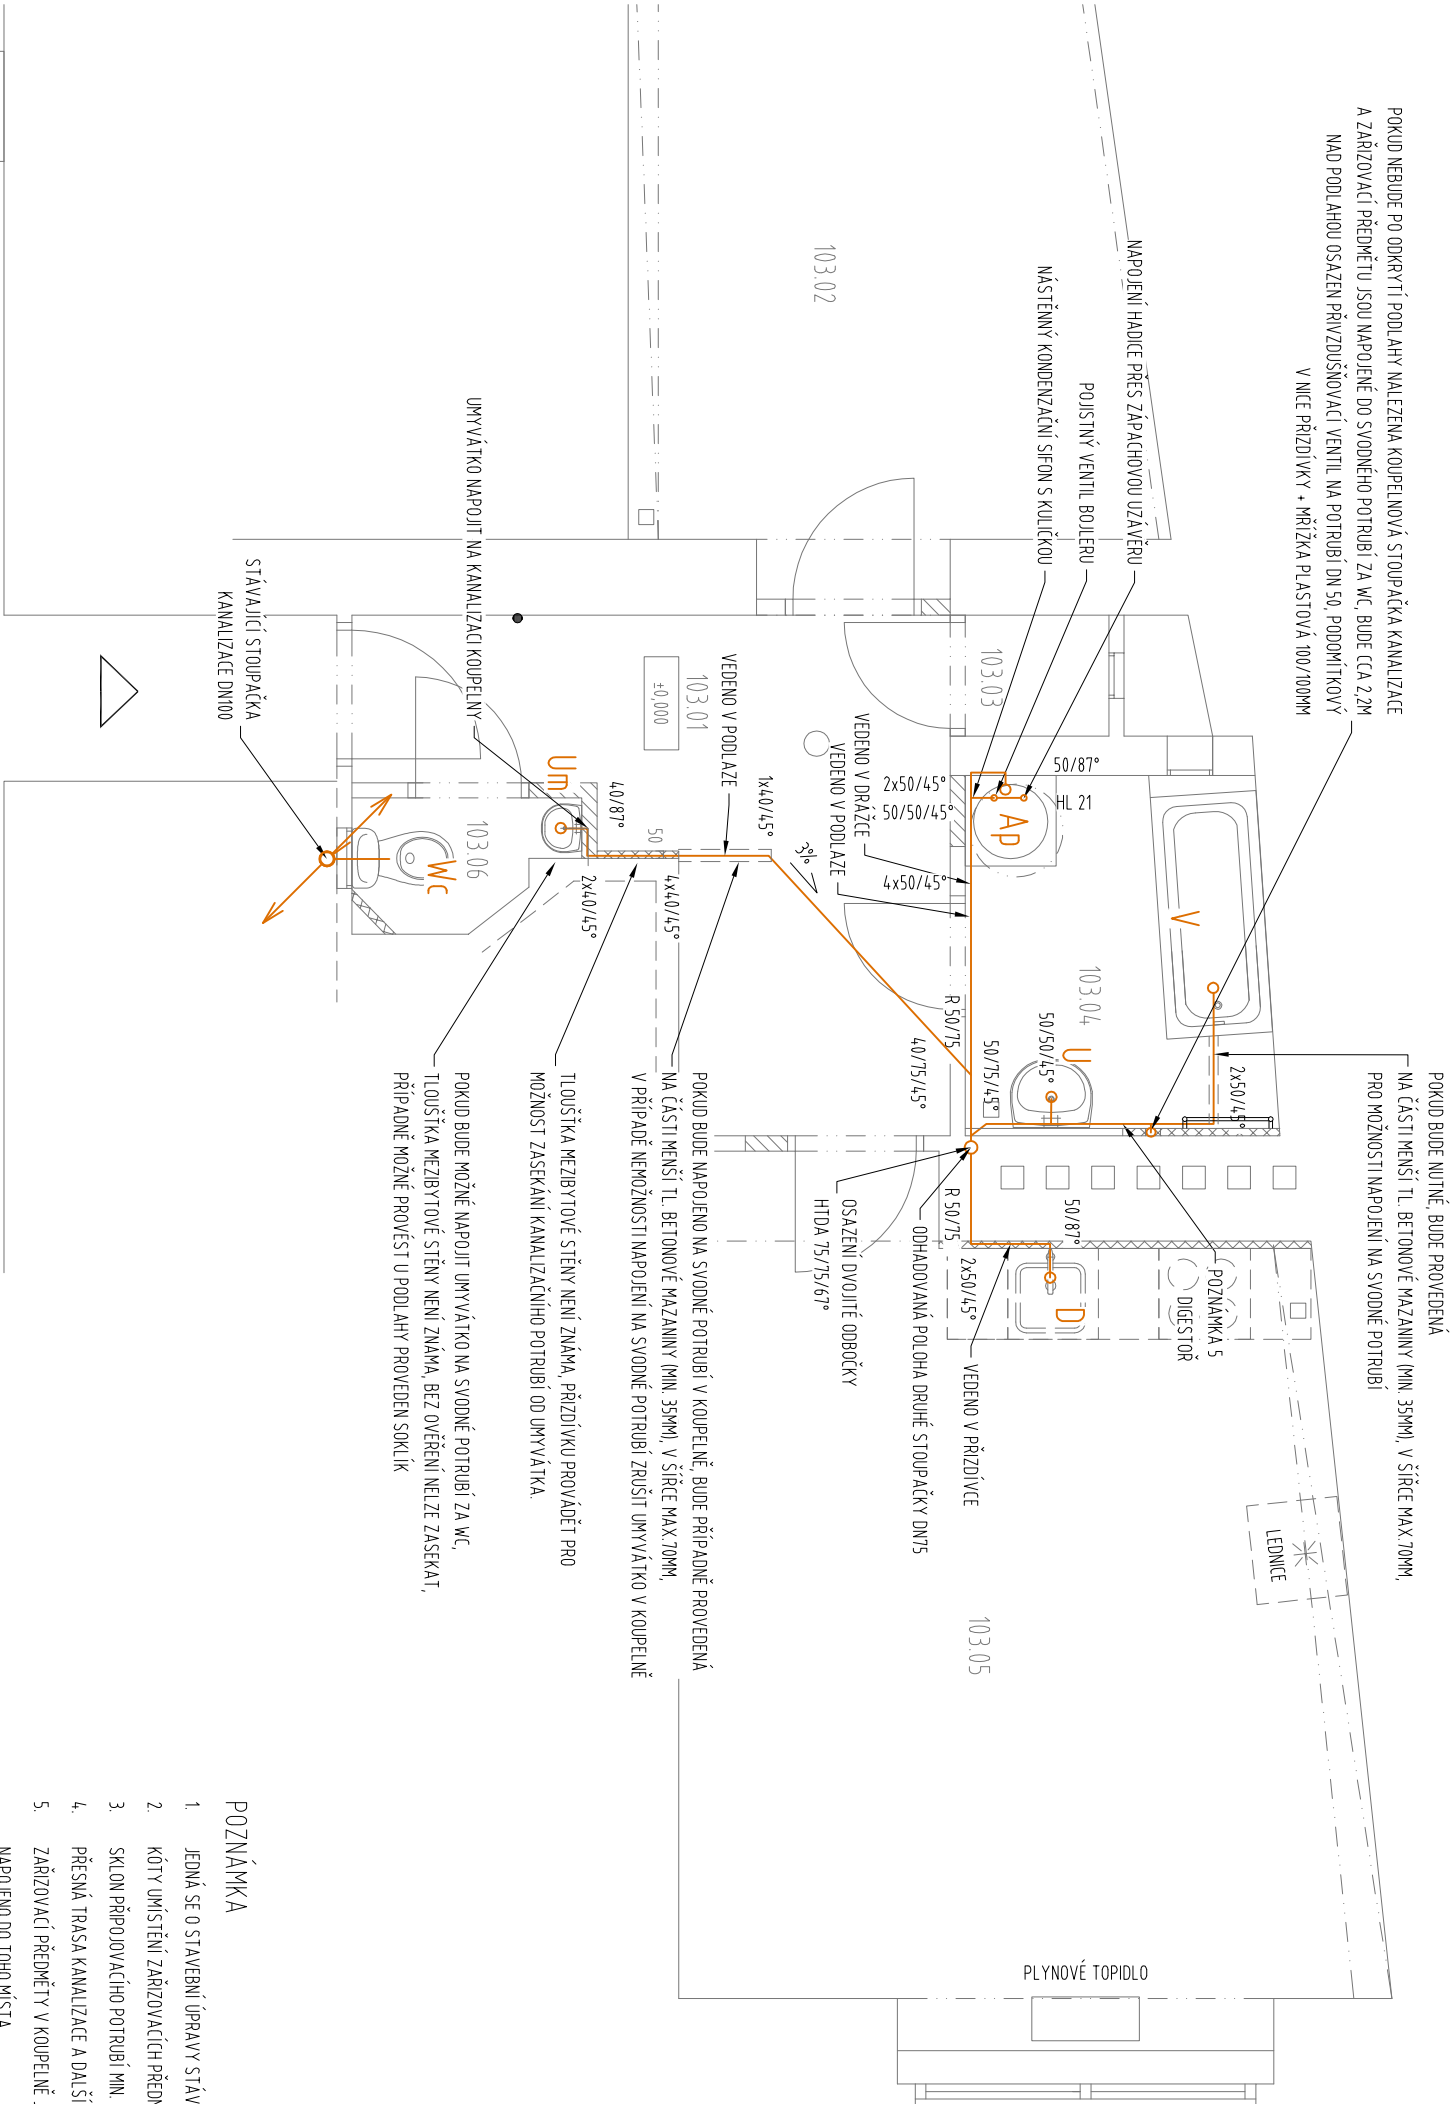 POKUD NEBUDE PO ODKRYTÍ PODLAHY NALEZENA KOUPELNOVÁ STOUPAČKA KANALIZACE
A ZAŘIZOVACÍ PŘEDMĚTU JSOU NAPOJENÉ DO SVODNÉHO POTRUBÍ ZA WC, BUDE CCA 2,2M
NAD PODLAHOU OSAZEN PŘIVZDUŠŇOVACÍ VENTIL NA POTRUBÍ DN 50, PODOMÍTKOVÝ
V NICE PŘIZDÍVKY + MŘÍŽKA PLASTOVÁ 100/100MM
NAPOJENÍ HADICE PŘES ZÁPACHOVOU UZÁVĚRU
POJISTNÝ VENTIL BOJLERU
NÁSTĚNNÝ KONDENZAČNÍ SIFON S KULIČKOU
103.02
UMYVÁTKO NAPOJIT NA KANALIZACI KOUPELNY
STÁVAJÍCÍ STOUPAČKA
KANALIZACE DN100
103.03
103.01
±0,000
VEDENO V PODLAZE
VEDENO V DRÁŽCE
VEDENO V PODLAZE
50/87°
HL 21
2x50/45°
50/50/45°
Ap
4x50/45°
3%
1x40/45°
V
Um
40/87°
50
103.06
Wc
2x40/45°
4x40/45°
103.04
U
50/50/45°
R 50/75
50/75/45°
40/75/45°
2x50/45°
POKUD BUDE NUTNÉ, BUDE PROVEDENÁ
NA ČÁSTI MENŠÍ TL. BETONOVÉ MAZANINY (MIN. 35MM), V ŠÍŘCE MAX.70MM,
PRO MOŽNOSTI NAPOJENÍ NA SVODNÉ POTRUBÍ
R 50/75
50/87°
2x50/45°
D
POZNÁMKA 5
DIGESTOŘ
VEDENO V PŘIZDÍVCE
ODHADOVANÁ POLOHA DRUHÉ STOUPAČKY DN75
OSAZENÍ DVOJITÉ ODBOČKY
HTDA 75/75/67°
POKUD BUDE NAPOJENO NA SVODNÉ POTRUBÍ V KOUPELNĚ, BUDE PŘÍPADNĚ PROVEDENÁ
NA ČÁSTI MENŠÍ TL. BETONOVÉ MAZANINY (MIN. 35MM), V ŠÍŘCE MAX.70MM,
V PŘÍPADĚ NEMOŽNOSTI NAPOJENÍ NA SVODNÉ POTRUBÍ ZRUŠIT UMYVÁTKO V KOUPELNĚ
TLOUŠŤKA MEZIBYTOVÉ STĚNY NENÍ ZNÁMA, PŘIZDÍVKU PROVÁDĚT PRO
MOŽNOST ZASEKÁNÍ KANALIZAČNÍHO POTRUBÍ OD UMYVÁTKA.
POKUD BUDE MOŽNÉ NAPOJIT UMYVÁTKO NA SVODNÉ POTRUBÍ ZA WC,
TLOUŠŤKA MEZIBYTOVÉ STĚNY NENÍ ZNÁMA, BEZ OVĚŘENÍ NELZE ZASEKAT,
PŘÍPADNĚ MOŽNÉ PROVÉST U PODLAHY PROVEDEN SOKLÍK
LEDNICE
103.05
PLYNOVÉ TOPIDLO
POZNÁMKA
1. JEDNÁ SE O STAVEBNÍ ÚPRAVY STÁV
2. KÓTY UMÍSTĚNÍ ZAŘIZOVACÍCH PŘEDM
3. SKLON PŘIPOJOVACÍHO POTRUBÍ MIN.
4. PŘESNÁ TRASA KANALIZACE A DALŠÍ
5. ZAŘIZOVACÍ PŘEDMĚTY V KOUPELNĚ
NAPOJENO DO TOHO MÍSTA